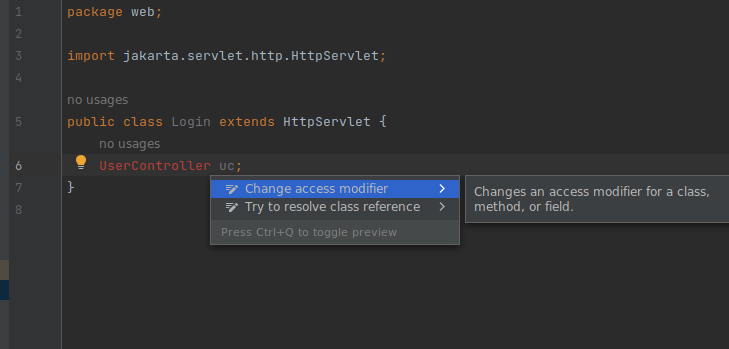 1 package web;
2
3 import jakarta.servlet.http.HttpServlet;
4
no usages
5 public class Login extends HttpServlet {
no usages
6 UserController uc;
7 }
8
Change access modifier
Try to resolve class reference
Press Ctrl+Q to toggle preview
Changes an access modifier for a class,
method, or field.